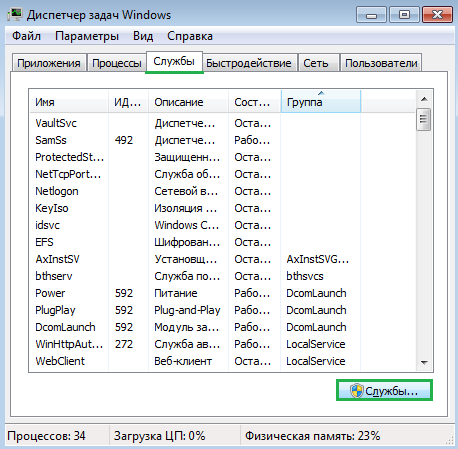 Диспетчер задач Windows
Файл Параметры Вид Справка
Приложения Процессы Службы Быстродействие Сеть Пользователи
Имя ИД... Описание Сост... Группа
VaultSvc Диспетче... Оста...
SamSs 492 Диспетче... Рабо...
ProtectedSt... Защищенн... Оста...
NetTcpPort... Служба об... Оста...
Netlogon Сетевой в... Оста...
KeyIso Изоляция ... Оста...
idsvc Windows C... Оста...
EFS Шифрован... Оста...
AxInstSV Установщ... Оста... AxInstSVG...
bthserv Служба по... Оста... bthsvcs
Power 592 Питание Рабо... DcomLaunch
PlugPlay 592 Plug-and-Play Рабо... DcomLaunch
DcomLaunch 592 Модуль за... Рабо... DcomLaunch
WinHttpAut... 272 Служба ав... Рабо... LocalService
WebClient Веб-клиент Оста... LocalService
Службы...
Процессов: 34 Загрузка ЦП: 0% Физическая память: 23%